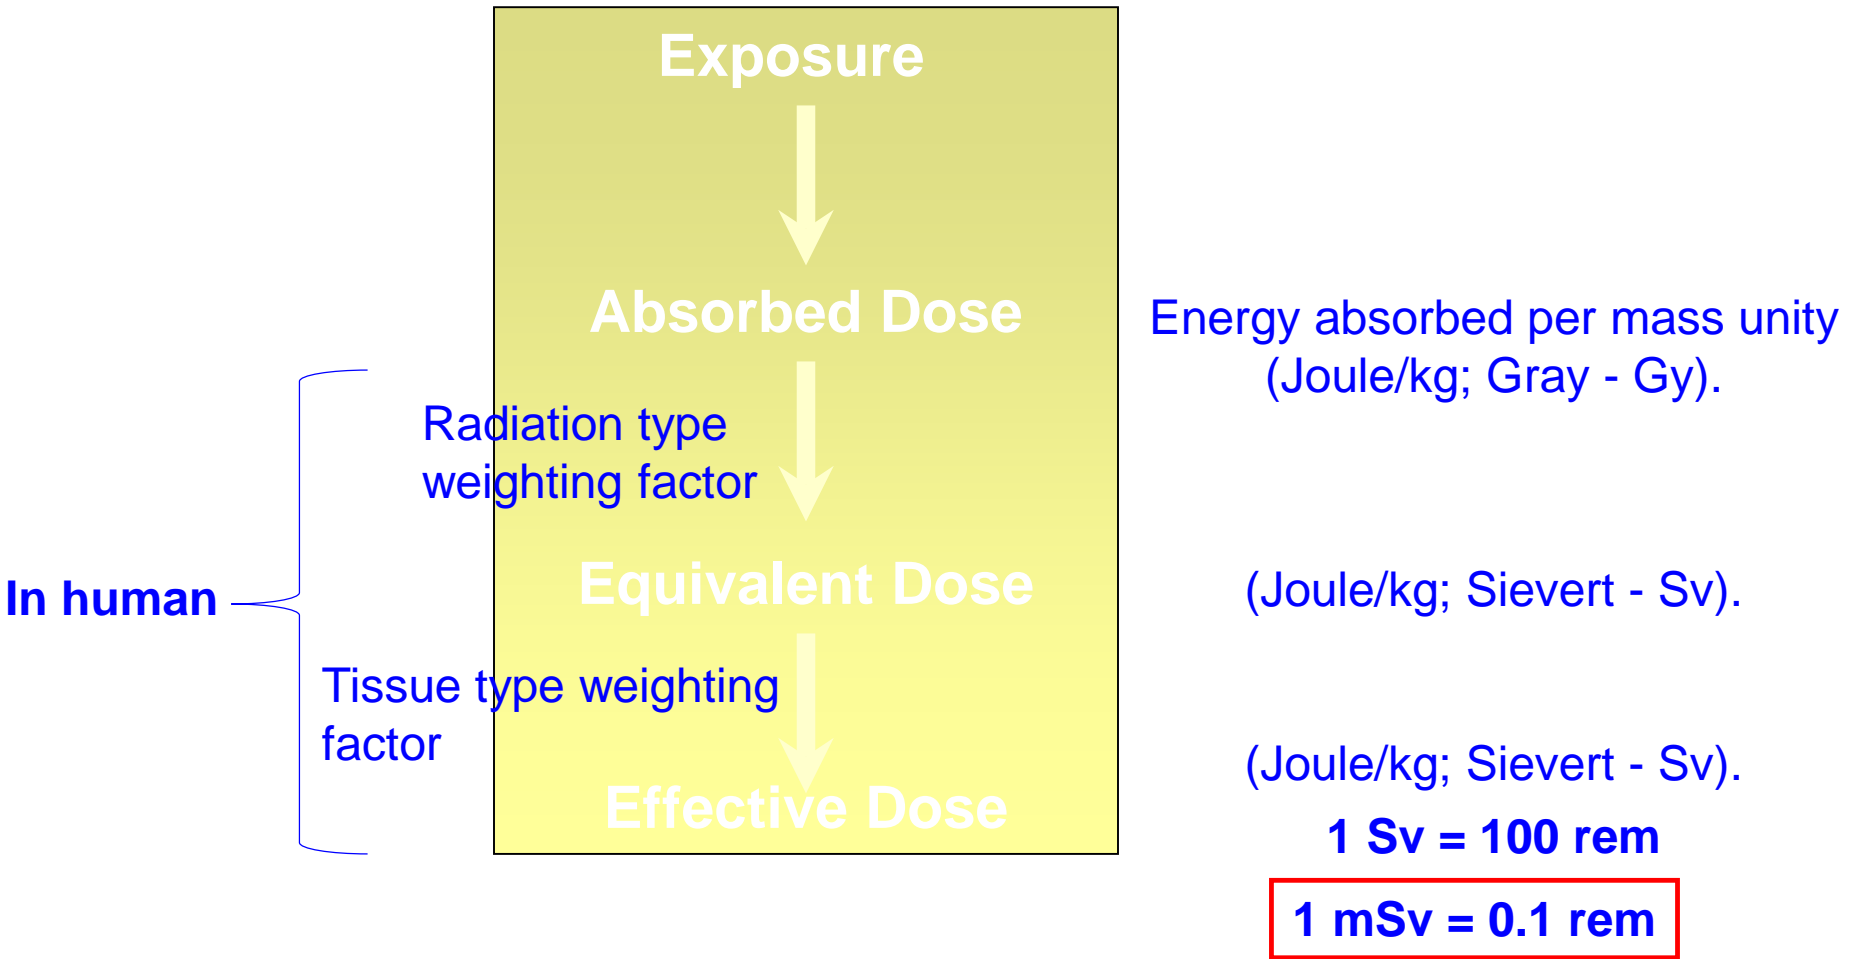 Exposure
Absorbed Dose
Energy absorbed per mass unity
(Joule/kg; Gray - Gy).
Radiation type
weighting factor
In human
Equivalent Dose
(Joule/kg; Sievert - Sv).
Tissue type weighting
factor
(Joule/kg; Sievert - Sv).
Effective Dose
1 Sv = 100 rem
1 mSv = 0.1 rem